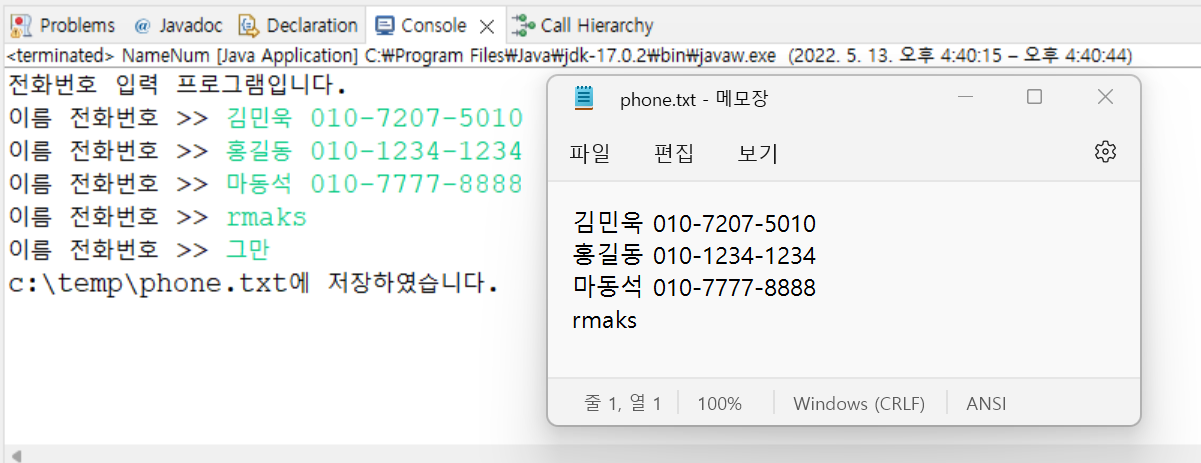 Problems @ Javadoc Declaration Console Call Hierarchy
<terminated> NameNum [Java Application] C:₩Program Files₩Java₩jdk-17.0.2₩bin₩javaw.exe (2022. 5. 13. 오후 4:40:15 – 오후 4:40:44)
전화번호 입력 프로그램입니다.
이름 전화번호 >> 김민욱 010-7207-5010
이름 전화번호 >> 홍길동 010-1234-1234
이름 전화번호 >> 마동석 010-7777-8888
이름 전화번호 >> rmaks
이름 전화번호 >> 그만
c:\temp\phone.txt에 저장하였습니다.
phone.txt - 메모장
파일 편집 보기
김민욱 010-7207-5010
홍길동 010-1234-1234
마동석 010-7777-8888
rmaks
줄 1, 열 1 100% Windows (CRLF) ANSI